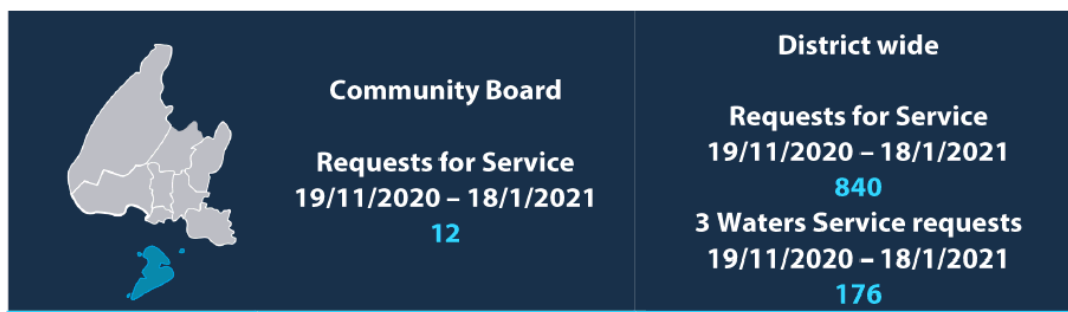 Community Board
Requests for Service
19/11/2020 – 18/1/2021
12
District wide
Requests for Service
19/11/2020 – 18/1/2021
840
3 Waters Service requests
19/11/2020 – 18/1/2021
176